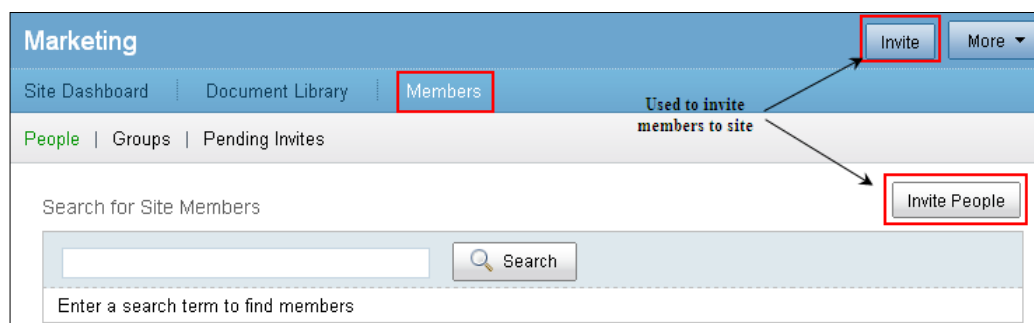 Marketing
Invite
More
Site Dashboard
Document Library
Members
Used to invite
members to site
People | Groups | Pending Invites
Invite People
Search for Site Members
Search
Enter a search term to find members